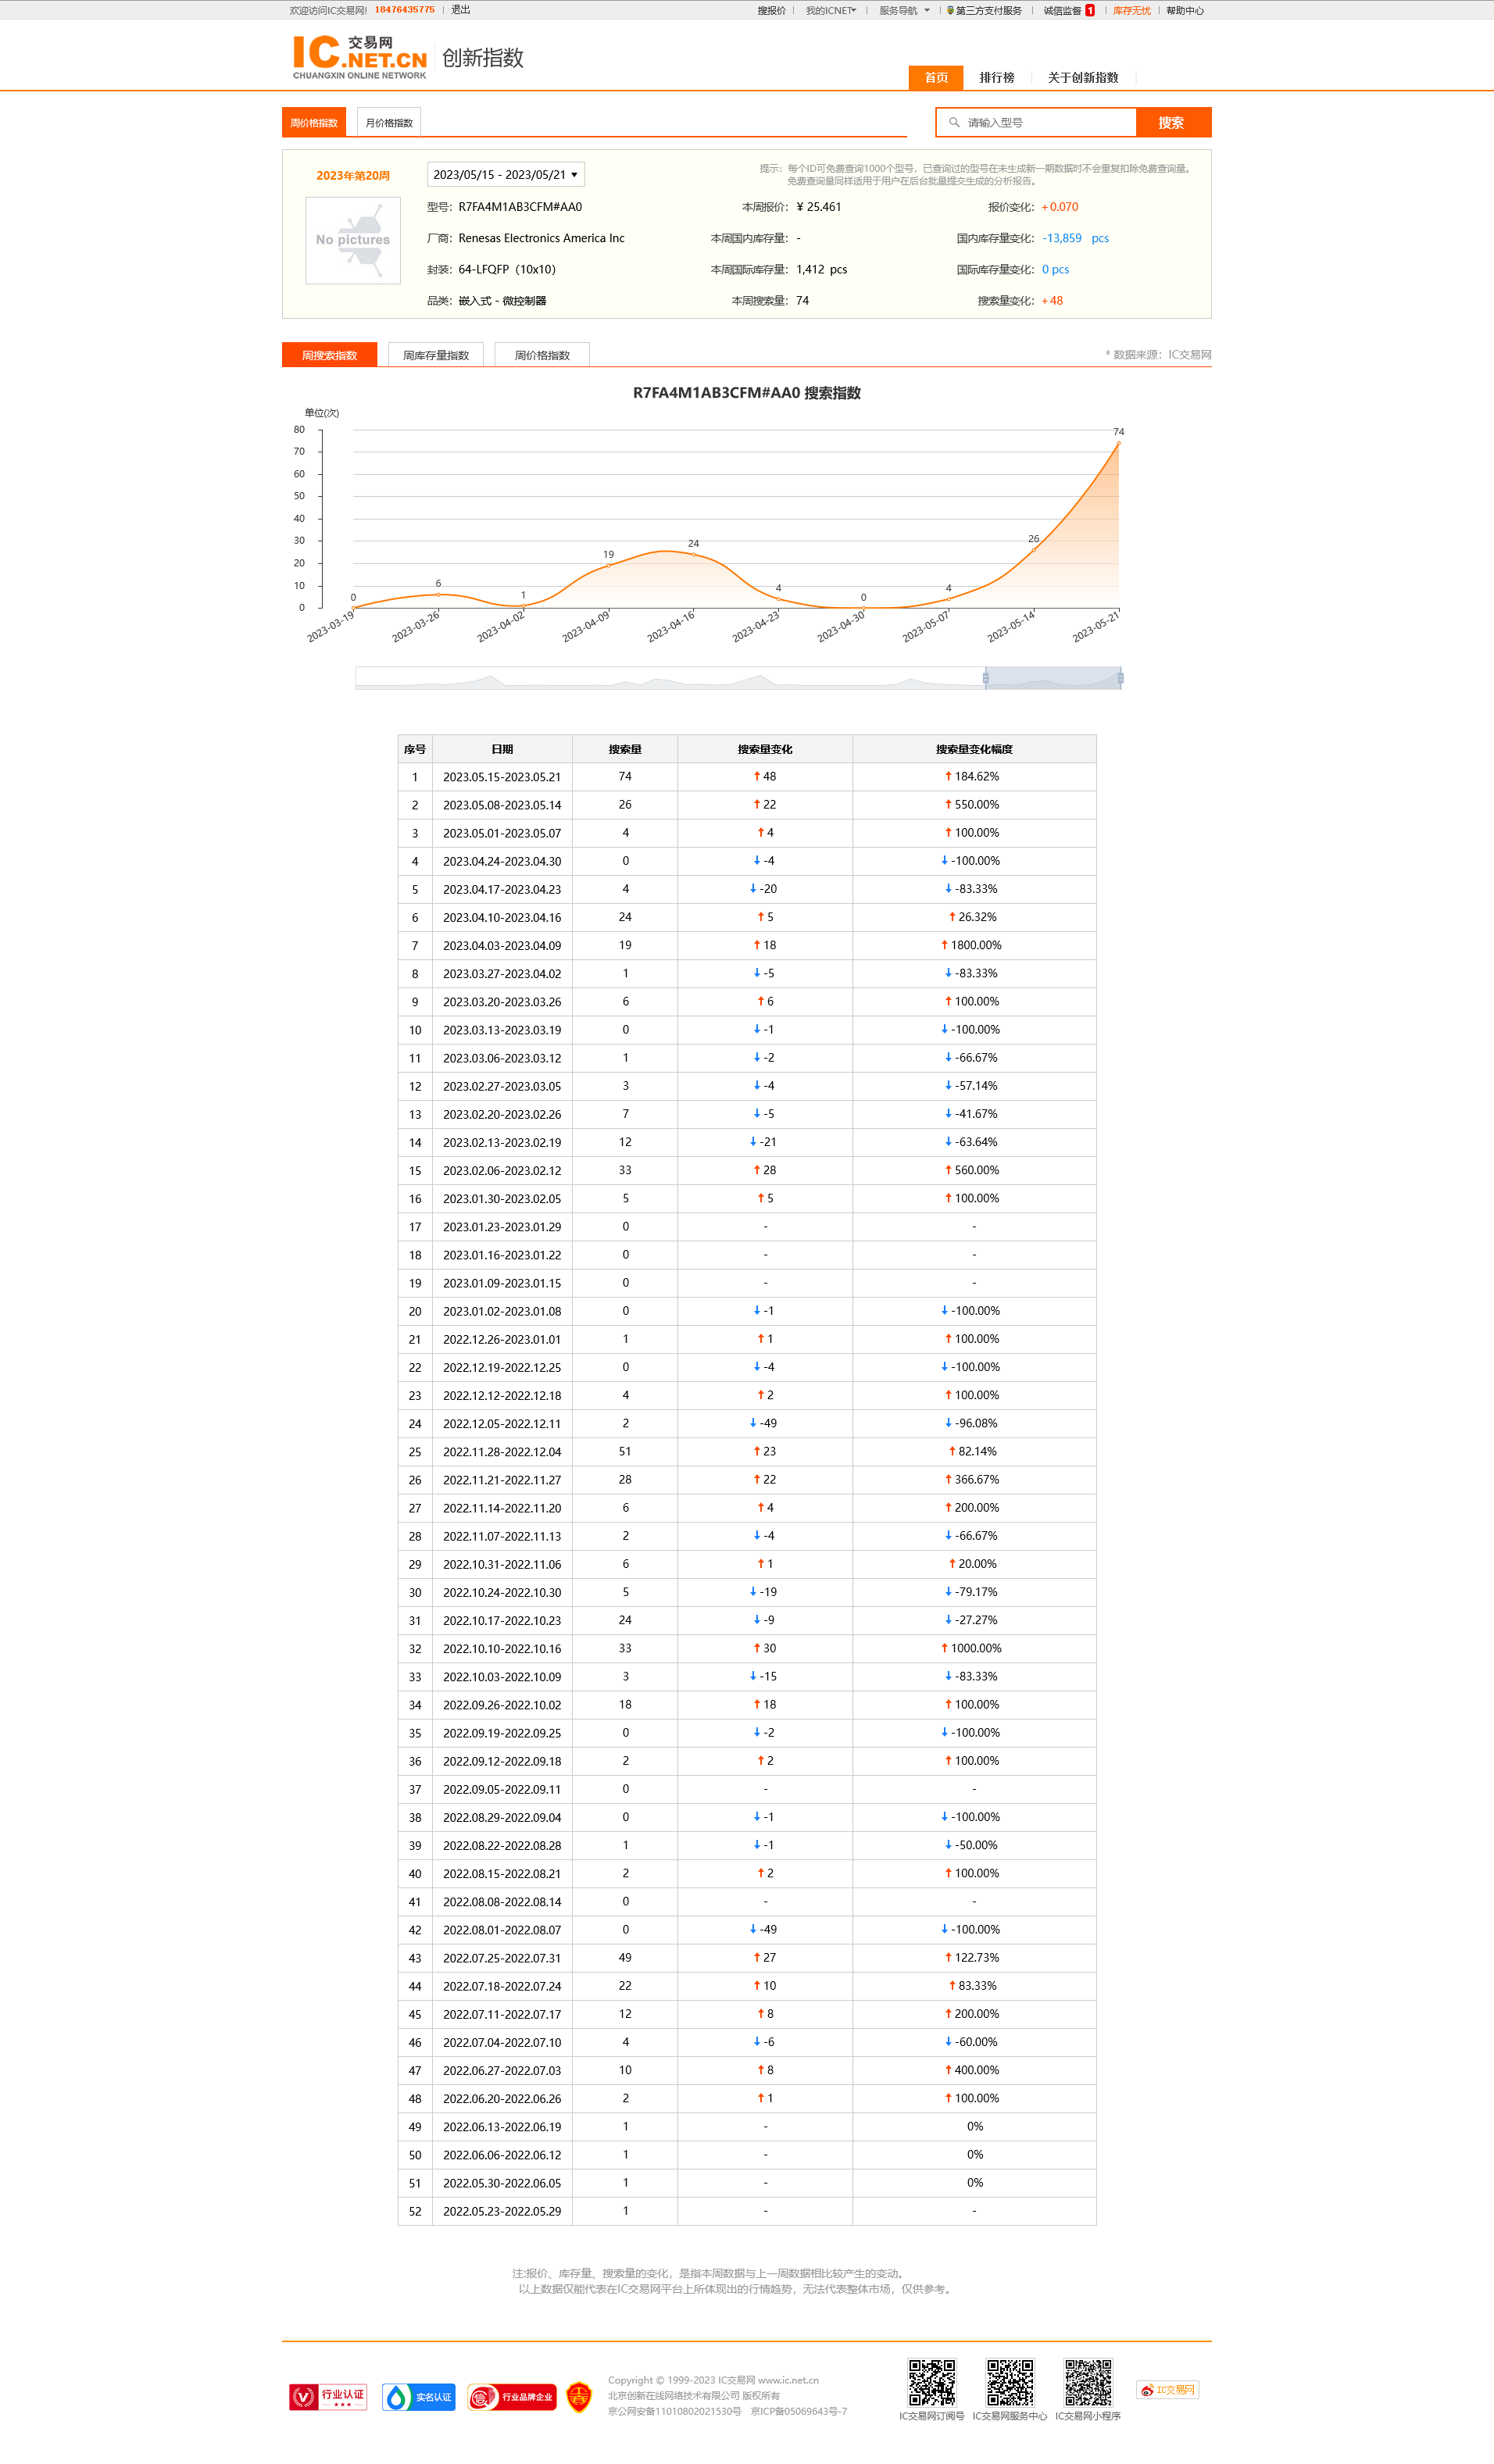 欢迎访问IC交易网! 18476435775 退出 搜报价 我的ICNET 服务导航 第三方支付服务 诚信监督 1 库存无忧 帮助中心
IC 交易网 .NET.CN 创新指数
CHUANGXIN ONLINE NETWORK
首页 排行榜 关于创新指数
周价格指数 月价格指数 请输入型号 搜索
2023年第20周 2023/05/15 - 2023/05/21
提示：每个ID可免费查询1000个型号，已查询过的型号在未生成新一期数据时不会重复扣除免费查询量。
免费查询量同样适用于用户在后台批量提交生成的分析报告。
No pictures
型号：R7FA4M1AB3CFM#AA0 本周报价：¥ 25.461 报价变化：+0.070
厂商：Renesas Electronics America Inc 本周国内库存量：- 国内库存量变化：-13,859 pcs
封装：64-LFQFP（10x10） 本周国际库存量：1,412 pcs 国际库存量变化：0 pcs
品类：嵌入式 - 微控制器 本周搜索量：74 搜索量变化：+48
周搜索指数 周库存量指数 周价格指数 * 数据来源：IC交易网
R7FA4M1AB3CFM#AA0 搜索指数
单位(次)
80
70
60
50
40
30
20
10
0
0 6 1 19 24 4 0 4 26 74
2023-03-19 2023-03-26 2023-04-02 2023-04-09 2023-04-16 2023-04-23 2023-04-30 2023-05-07 2023-05-14 2023-05-21
序号 日期 搜索量 搜索量变化 搜索量变化幅度
1 2023.05.15-2023.05.21 74 ↑ 48 ↑ 184.62%
2 2023.05.08-2023.05.14 26 ↑ 22 ↑ 550.00%
3 2023.05.01-2023.05.07 4 ↑ 4 ↑ 100.00%
4 2023.04.24-2023.04.30 0 ↓ -4 ↓ -100.00%
5 2023.04.17-2023.04.23 4 ↓ -20 ↓ -83.33%
6 2023.04.10-2023.04.16 24 ↑ 5 ↑ 26.32%
7 2023.04.03-2023.04.09 19 ↑ 18 ↑ 1800.00%
8 2023.03.27-2023.04.02 1 ↓ -5 ↓ -83.33%
9 2023.03.20-2023.03.26 6 ↑ 6 ↑ 100.00%
10 2023.03.13-2023.03.19 0 ↓ -1 ↓ -100.00%
11 2023.03.06-2023.03.12 1 ↓ -2 ↓ -66.67%
12 2023.02.27-2023.03.05 3 ↓ -4 ↓ -57.14%
13 2023.02.20-2023.02.26 7 ↓ -5 ↓ -41.67%
14 2023.02.13-2023.02.19 12 ↓ -21 ↓ -63.64%
15 2023.02.06-2023.02.12 33 ↑ 28 ↑ 560.00%
16 2023.01.30-2023.02.05 5 ↑ 5 ↑ 100.00%
17 2023.01.23-2023.01.29 0 - -
18 2023.01.16-2023.01.22 0 - -
19 2023.01.09-2023.01.15 0 - -
20 2023.01.02-2023.01.08 0 ↓ -1 ↓ -100.00%
21 2022.12.26-2023.01.01 1 ↑ 1 ↑ 100.00%
22 2022.12.19-2022.12.25 0 ↓ -4 ↓ -100.00%
23 2022.12.12-2022.12.18 4 ↑ 2 ↑ 100.00%
24 2022.12.05-2022.12.11 2 ↓ -49 ↓ -96.08%
25 2022.11.28-2022.12.04 51 ↑ 23 ↑ 82.14%
26 2022.11.21-2022.11.27 28 ↑ 22 ↑ 366.67%
27 2022.11.14-2022.11.20 6 ↑ 4 ↑ 200.00%
28 2022.11.07-2022.11.13 2 ↓ -4 ↓ -66.67%
29 2022.10.31-2022.11.06 6 ↑ 1 ↑ 20.00%
30 2022.10.24-2022.10.30 5 ↓ -19 ↓ -79.17%
31 2022.10.17-2022.10.23 24 ↓ -9 ↓ -27.27%
32 2022.10.10-2022.10.16 33 ↑ 30 ↑ 1000.00%
33 2022.10.03-2022.10.09 3 ↓ -15 ↓ -83.33%
34 2022.09.26-2022.10.02 18 ↑ 18 ↑ 100.00%
35 2022.09.19-2022.09.25 0 ↓ -2 ↓ -100.00%
36 2022.09.12-2022.09.18 2 ↑ 2 ↑ 100.00%
37 2022.09.05-2022.09.11 0 - -
38 2022.08.29-2022.09.04 0 ↓ -1 ↓ -100.00%
39 2022.08.22-2022.08.28 1 ↓ -1 ↓ -50.00%
40 2022.08.15-2022.08.21 2 ↑ 2 ↑ 100.00%
41 2022.08.08-2022.08.14 0 - -
42 2022.08.01-2022.08.07 0 ↓ -49 ↓ -100.00%
43 2022.07.25-2022.07.31 49 ↑ 27 ↑ 122.73%
44 2022.07.18-2022.07.24 22 ↑ 10 ↑ 83.33%
45 2022.07.11-2022.07.17 12 ↑ 8 ↑ 200.00%
46 2022.07.04-2022.07.10 4 ↓ -6 ↓ -60.00%
47 2022.06.27-2022.07.03 10 ↑ 8 ↑ 400.00%
48 2022.06.20-2022.06.26 2 ↑ 1 ↑ 100.00%
49 2022.06.13-2022.06.19 1 - 0%
50 2022.06.06-2022.06.12 1 - 0%
51 2022.05.30-2022.06.05 1 - 0%
52 2022.05.23-2022.05.29 1 - -
注:报价、库存量、搜索量的变化，是指本周数据与上一周数据相比较产生的变动。
以上数据仅能代表在IC交易网平台上所体现出的行情趋势，无法代表整体市场，仅供参考。
行业认证 实名认证 行业品牌企业
Copyright © 1999-2023 IC交易网 www.ic.net.cn
北京创新在线网络技术有限公司 版权所有
京公网安备11010802021530号 京ICP备05069643号-7
IC交易网订阅号 IC交易网服务中心 IC交易网小程序 IC交易网